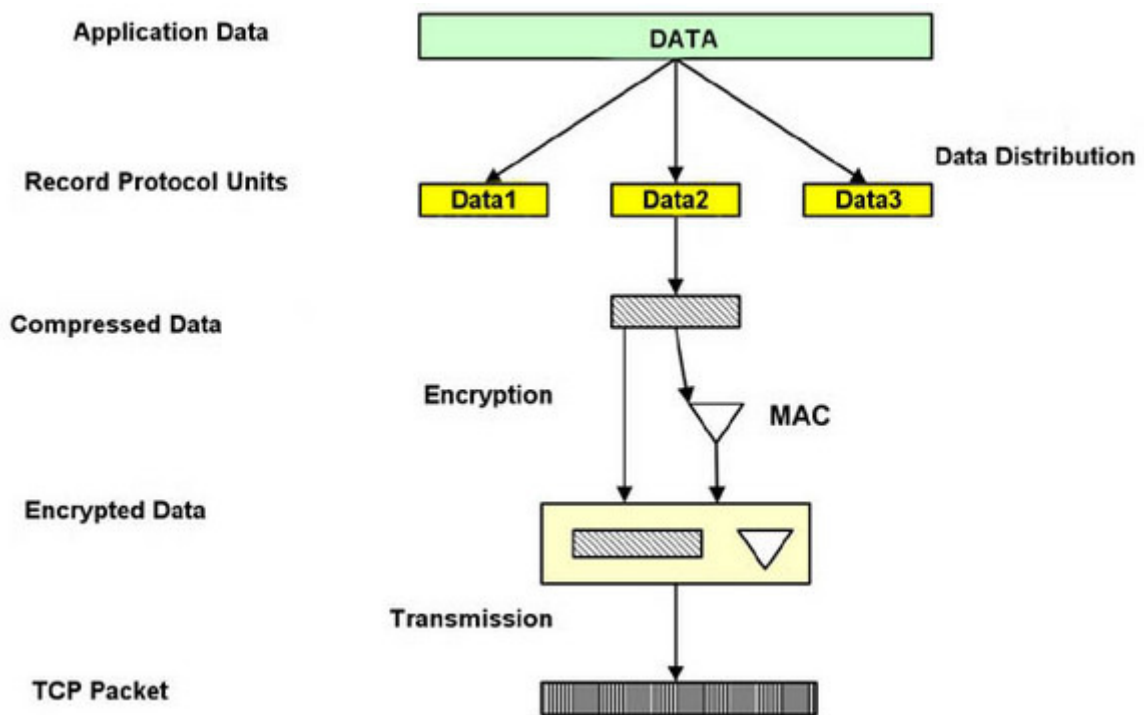 Application Data
DATA
Data Distribution
Record Protocol Units
Data1
Data2
Data3
Compressed Data
Encryption
MAC
Encrypted Data
Transmission
TCP Packet